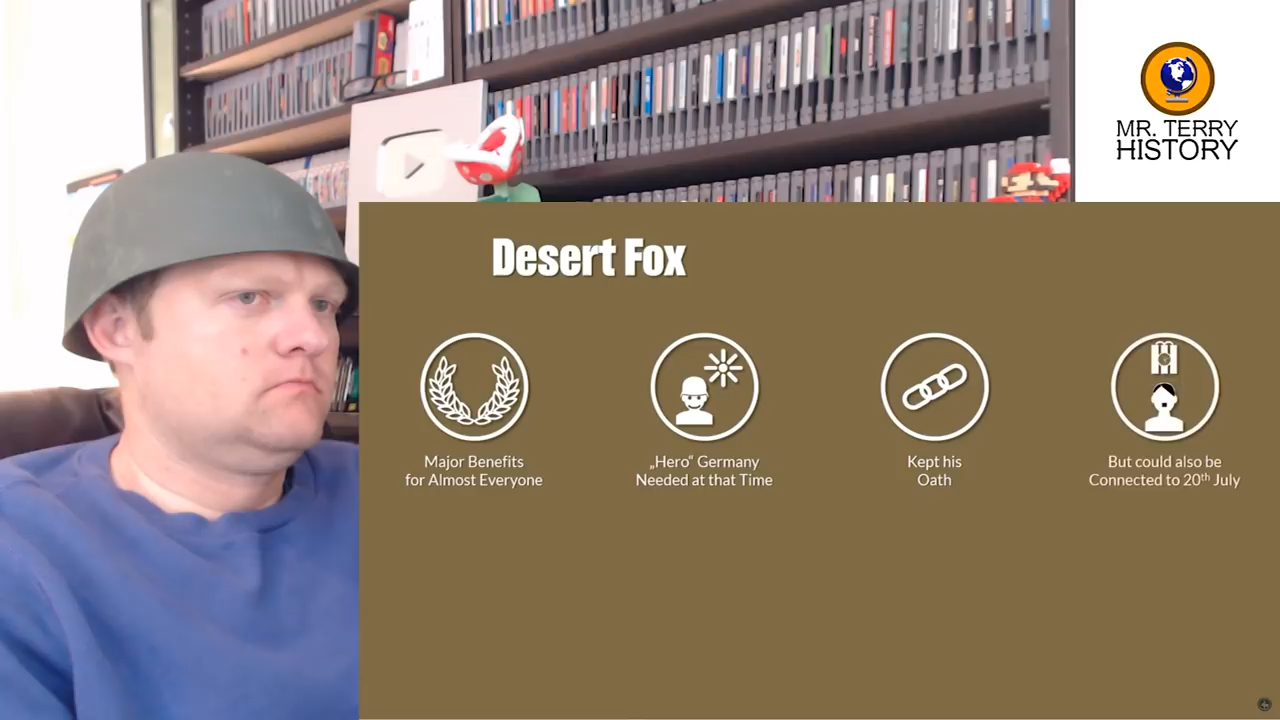 MR. TERRY
HISTORY
Desert Fox
Major Benefits
for Almost Everyone
„Hero“ Germany
Needed at that Time
Kept his
Oath
But could also be
Connected to 20th July